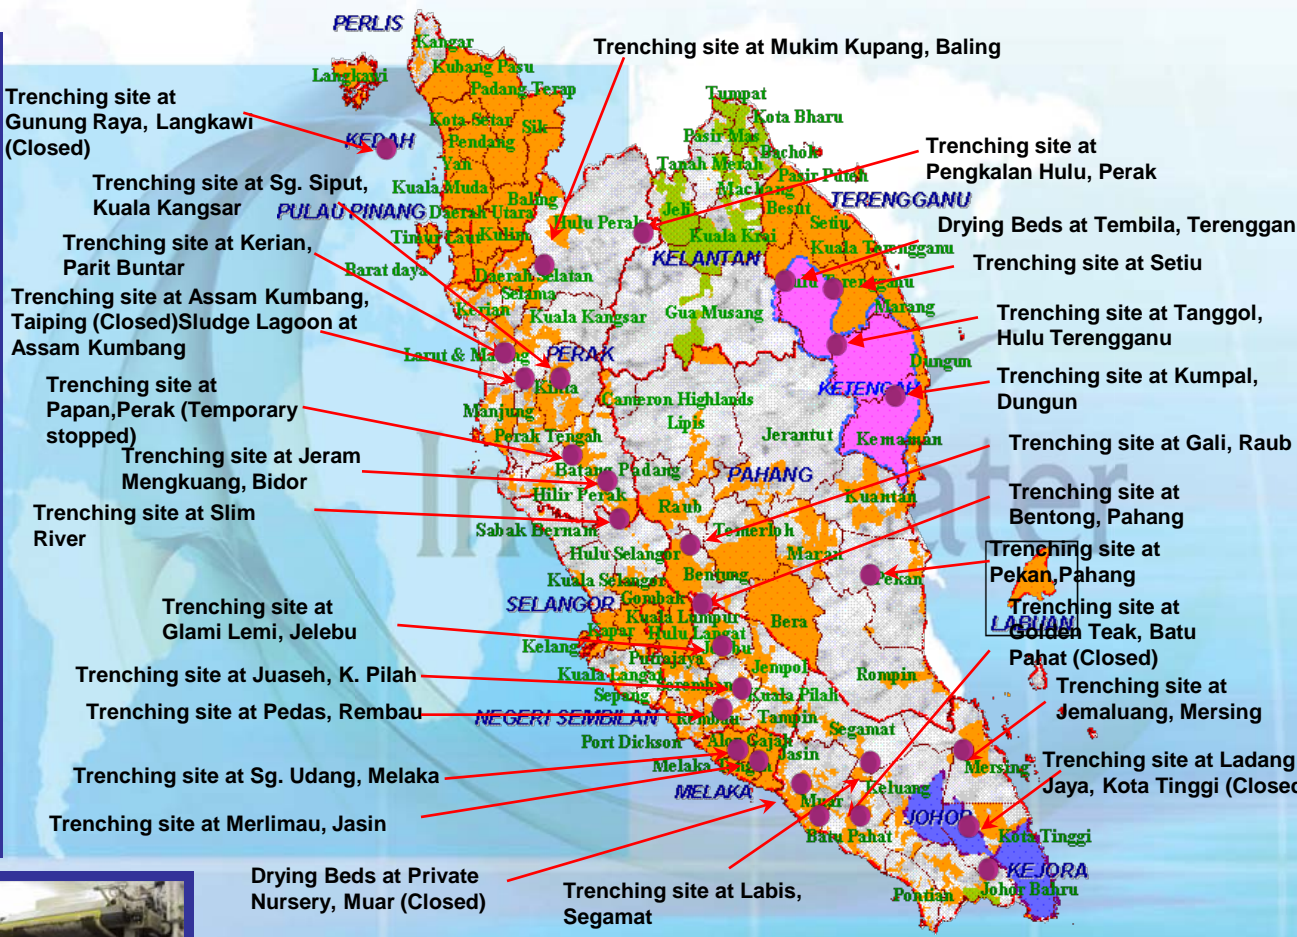 PERLIS
Kangar
Trenching site at Mukim Kupang, Baling
Langkawi
Kubang Pasu
Padang Terap
Trenching site at
Gunung Raya, Langkawi
(Closed)
KEDAH
Kota Setar
Sik
Pendang
Yan
Tumpat
Kota Bharu
Pasir Mas
Bachok
Tanah Merah
Pasir Puteh
Machang
Trenching site at
Pengkalan Hulu, Perak
Trenching site at Sg. Siput,
Kuala Kangsar
Kuala Muda
Baling
PULAU PINANG
Daerah Utara
Jeli
Besut
TERENGGANU
Hulu Perak
Setiu
Drying Beds at Tembila, Terenggan
Trenching site at Kerian,
Parit Buntar
Timur Laut
Kulim
Kuala Krai
Kuala Terengganu
KELANTAN
Trenching site at Setiu
Barat daya
Daerah Selatan
Terengganu
Selama
Trenching site at Assam Kumbang,
Taiping (Closed)Sludge Lagoon at
Assam Kumbang
Kerian
Kuala Kangsar
Gua Musang
Marang
Trenching site at Tanggol,
Hulu Terengganu
Larut & Matang
PERAK
Dungun
Trenching site at
Papan,Perak (Temporary
stopped)
Kinta
KETENGAH
Trenching site at Kumpal,
Dungun
Cameron Highlands
Manjung
Lipis
Perak Tengah
Jerantut
Kemaman
Trenching site at Gali, Raub
Trenching site at Jeram
Mengkuang, Bidor
Batang Padang
PAHANG
Hilir Perak
Kuantan
Trenching site at
Bentong, Pahang
Trenching site at Slim
River
Raub
Sabak Bernam
Temerloh
Hulu Selangor
Maran
Trenching site at
Pekan,Pahang
Kuala Selangor
Bentung
Pekan
Gombak
SELANGOR
Kuala Lumpur
Bera
LABUAN
Trenching site at
Golden Teak, Batu
Pahat (Closed)
Trenching site at
Glami Lemi, Jelebu
Kapar
Hulu Langat
Kelang
Putrajaya
Jempol
Kuala Langat
Rompin
Trenching site at Juaseh, K. Pilah
Seremban
Sepang
Kuala Pilah
Trenching site at
Jemaluang, Mersing
Trenching site at Pedas, Rembau
NEGERI SEMBILAN
Rembau
Tampin
Segamat
Port Dickson
Alor Gajah
Jasin
Mersing
Trenching site at Ladang
Jaya, Kota Tinggi (Closed
Trenching site at Sg. Udang, Melaka
Melaka Tengah
Keluang
MELAKA
Muar
JOHOR
Trenching site at Merlimau, Jasin
Batu Pahat
Kota Tinggi
KEJORA
Drying Beds at Private
Nursery, Muar (Closed)
Trenching site at Labis,
Segamat
Pontian
Johor Bahru